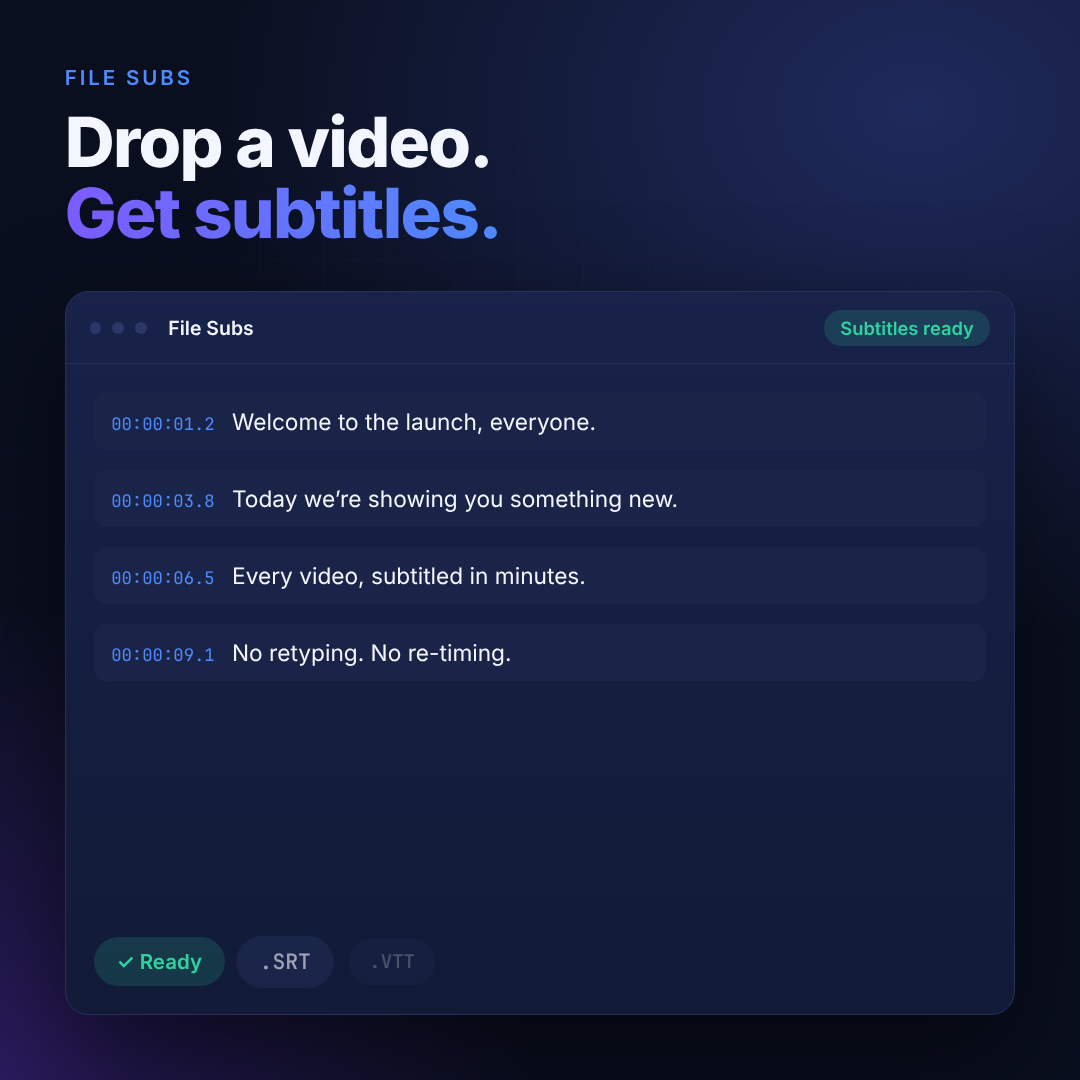 FILE SUBS
Drop a video.
Get subtitles.
File Subs
Subtitles ready
00:00:01.2 Welcome to the launch, everyone.
00:00:03.8 Today we’re showing you something new.
00:00:06.5 Every video, subtitled in minutes.
00:00:09.1 No retyping. No re-timing.
✓ Ready .SRT .VTT